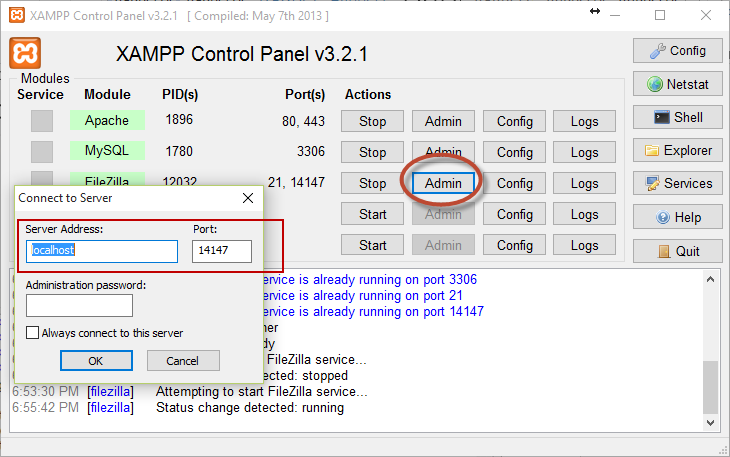 XAMPP Control Panel v3.2.1 [ Compiled: May 7th 2013 ]
XAMPP Control Panel v3.2.1
Config
Modules
Service Module PID(s) Port(s) Actions
Netstat
Apache 1896 80, 443 Stop Admin Config Logs
Shell
MySQL 1780 3306 Stop Admin Config Logs
Explorer
FileZilla 12032 21, 14147 Stop Admin Config Logs
Services
Start Admin Config Logs
Help
Start Admin Config Logs
Quit
Connect to Server
Server Address: Port:
localhost 14147
Administration password:
Always connect to this server
OK Cancel
rvice is already running on port 3306
rvice is already running on port 21
rvice is already running on port 14147
FileZilla service...
ected: stopped
6:53:30 PM [filezilla] Attempting to start FileZilla service...
6:55:42 PM [filezilla] Status change detected: running